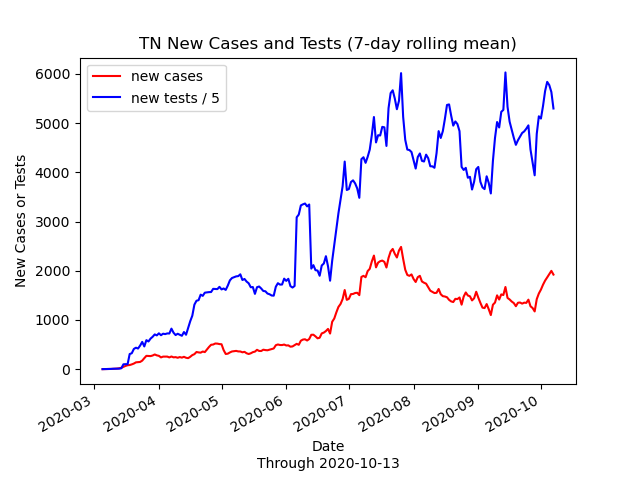 TN New Cases and Tests (7-day rolling mean)
new cases
new tests / 5
6000
5000
4000
3000
2000
1000
0
New Cases or Tests
2020-03
2020-04
2020-05
2020-06
2020-07
2020-08
2020-09
2020-10
Date
Through 2020-10-13